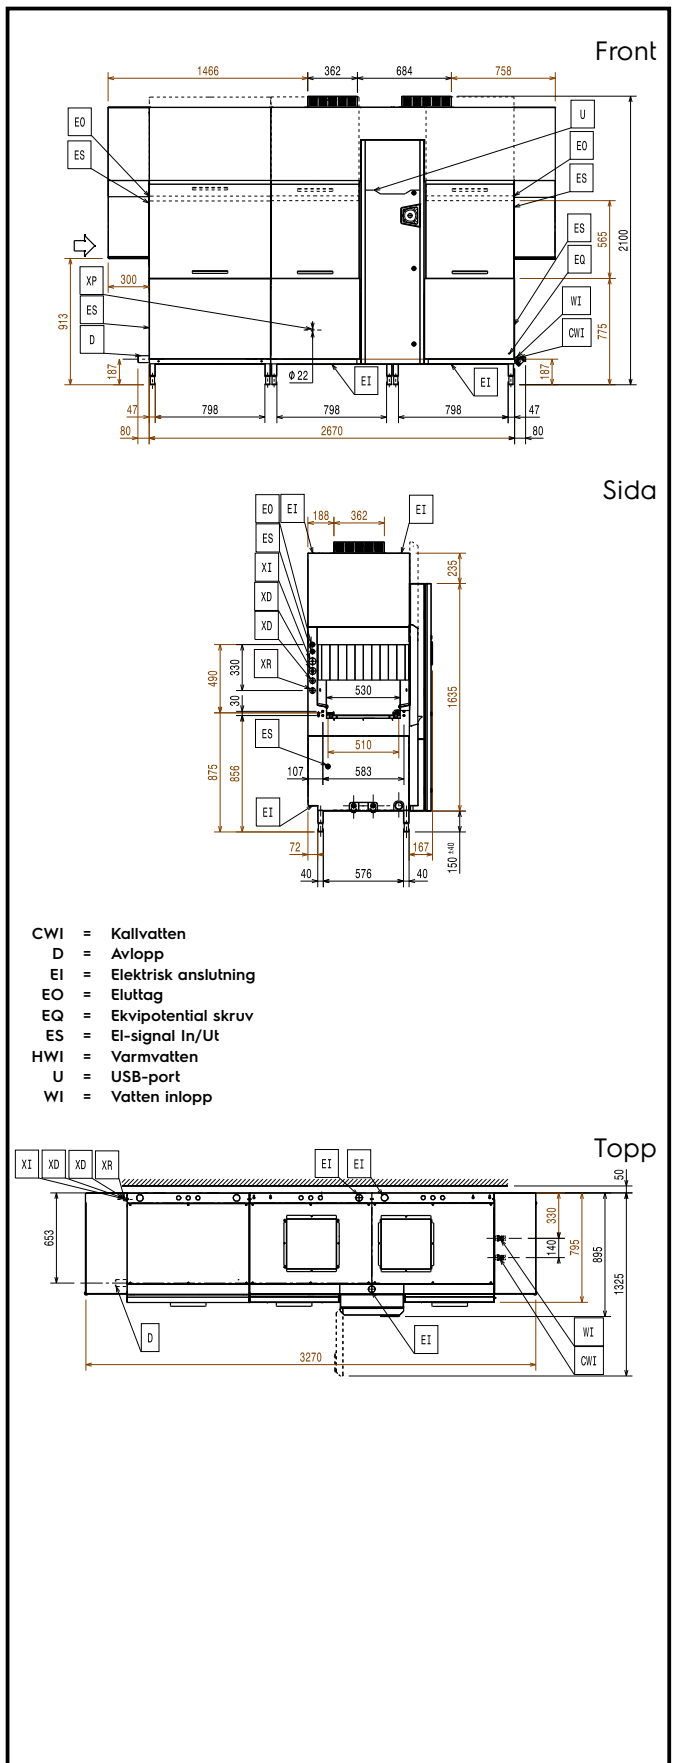 Front
1466 362 684 758
EO
ES
U
EO
ES
ES
EQ
WI
CWI
XP
ES
D
300
913
187
ϕ 22
EI
EI
565
775
2100
187
47 798 798 798 47
80 2670 80
Sida
EO EI 188 362 EI
ES
XI
XD
XD
XR
235
490
330
30
530
1635
ES
510
875
856
107 583
EI
72 167
40 576 40
150 ±40
CWI = Kallvatten
D = Avlopp
EI = Elektrisk anslutning
EO = Eluttag
EQ = Ekvipotential skruv
ES = El-signal In/Ut
HWI = Varmvatten
U = USB-port
WI = Vatten inlopp
Topp
XI XD XD XR EI EI
50
653
330
140
795
895
1325
D
EI
WI
CWI
3270